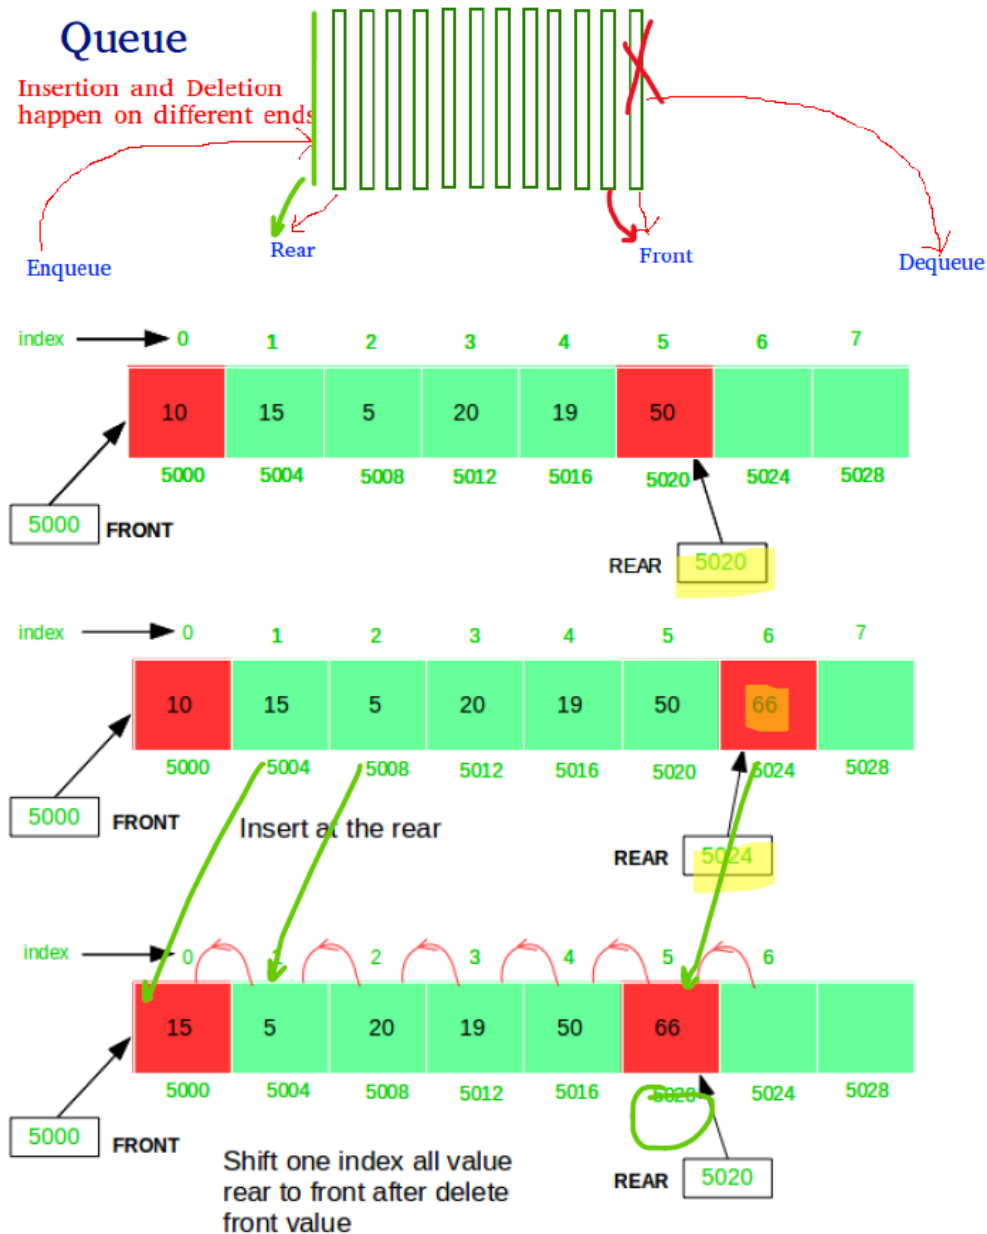 Queue
Insertion and Deletion
happen on different ends
Enqueue
Rear
Front
Dequeue
index 0 1 2 3 4 5 6 7
10 15 5 20 19 50
5000 5004 5008 5012 5016 5020 5024 5028
5000 FRONT
REAR 5020
index 0 1 2 3 4 5 6 7
10 15 5 20 19 50 66
5000 5004 5008 5012 5016 5020 5024 5028
5000 FRONT
Insert at the rear
REAR 5024
index 0 1 2 3 4 5 6
15 5 20 19 50 66
5000 5004 5008 5012 5016 5020 5024 5028
5000 FRONT
Shift one index all value
rear to front after delete
front value
REAR 5020